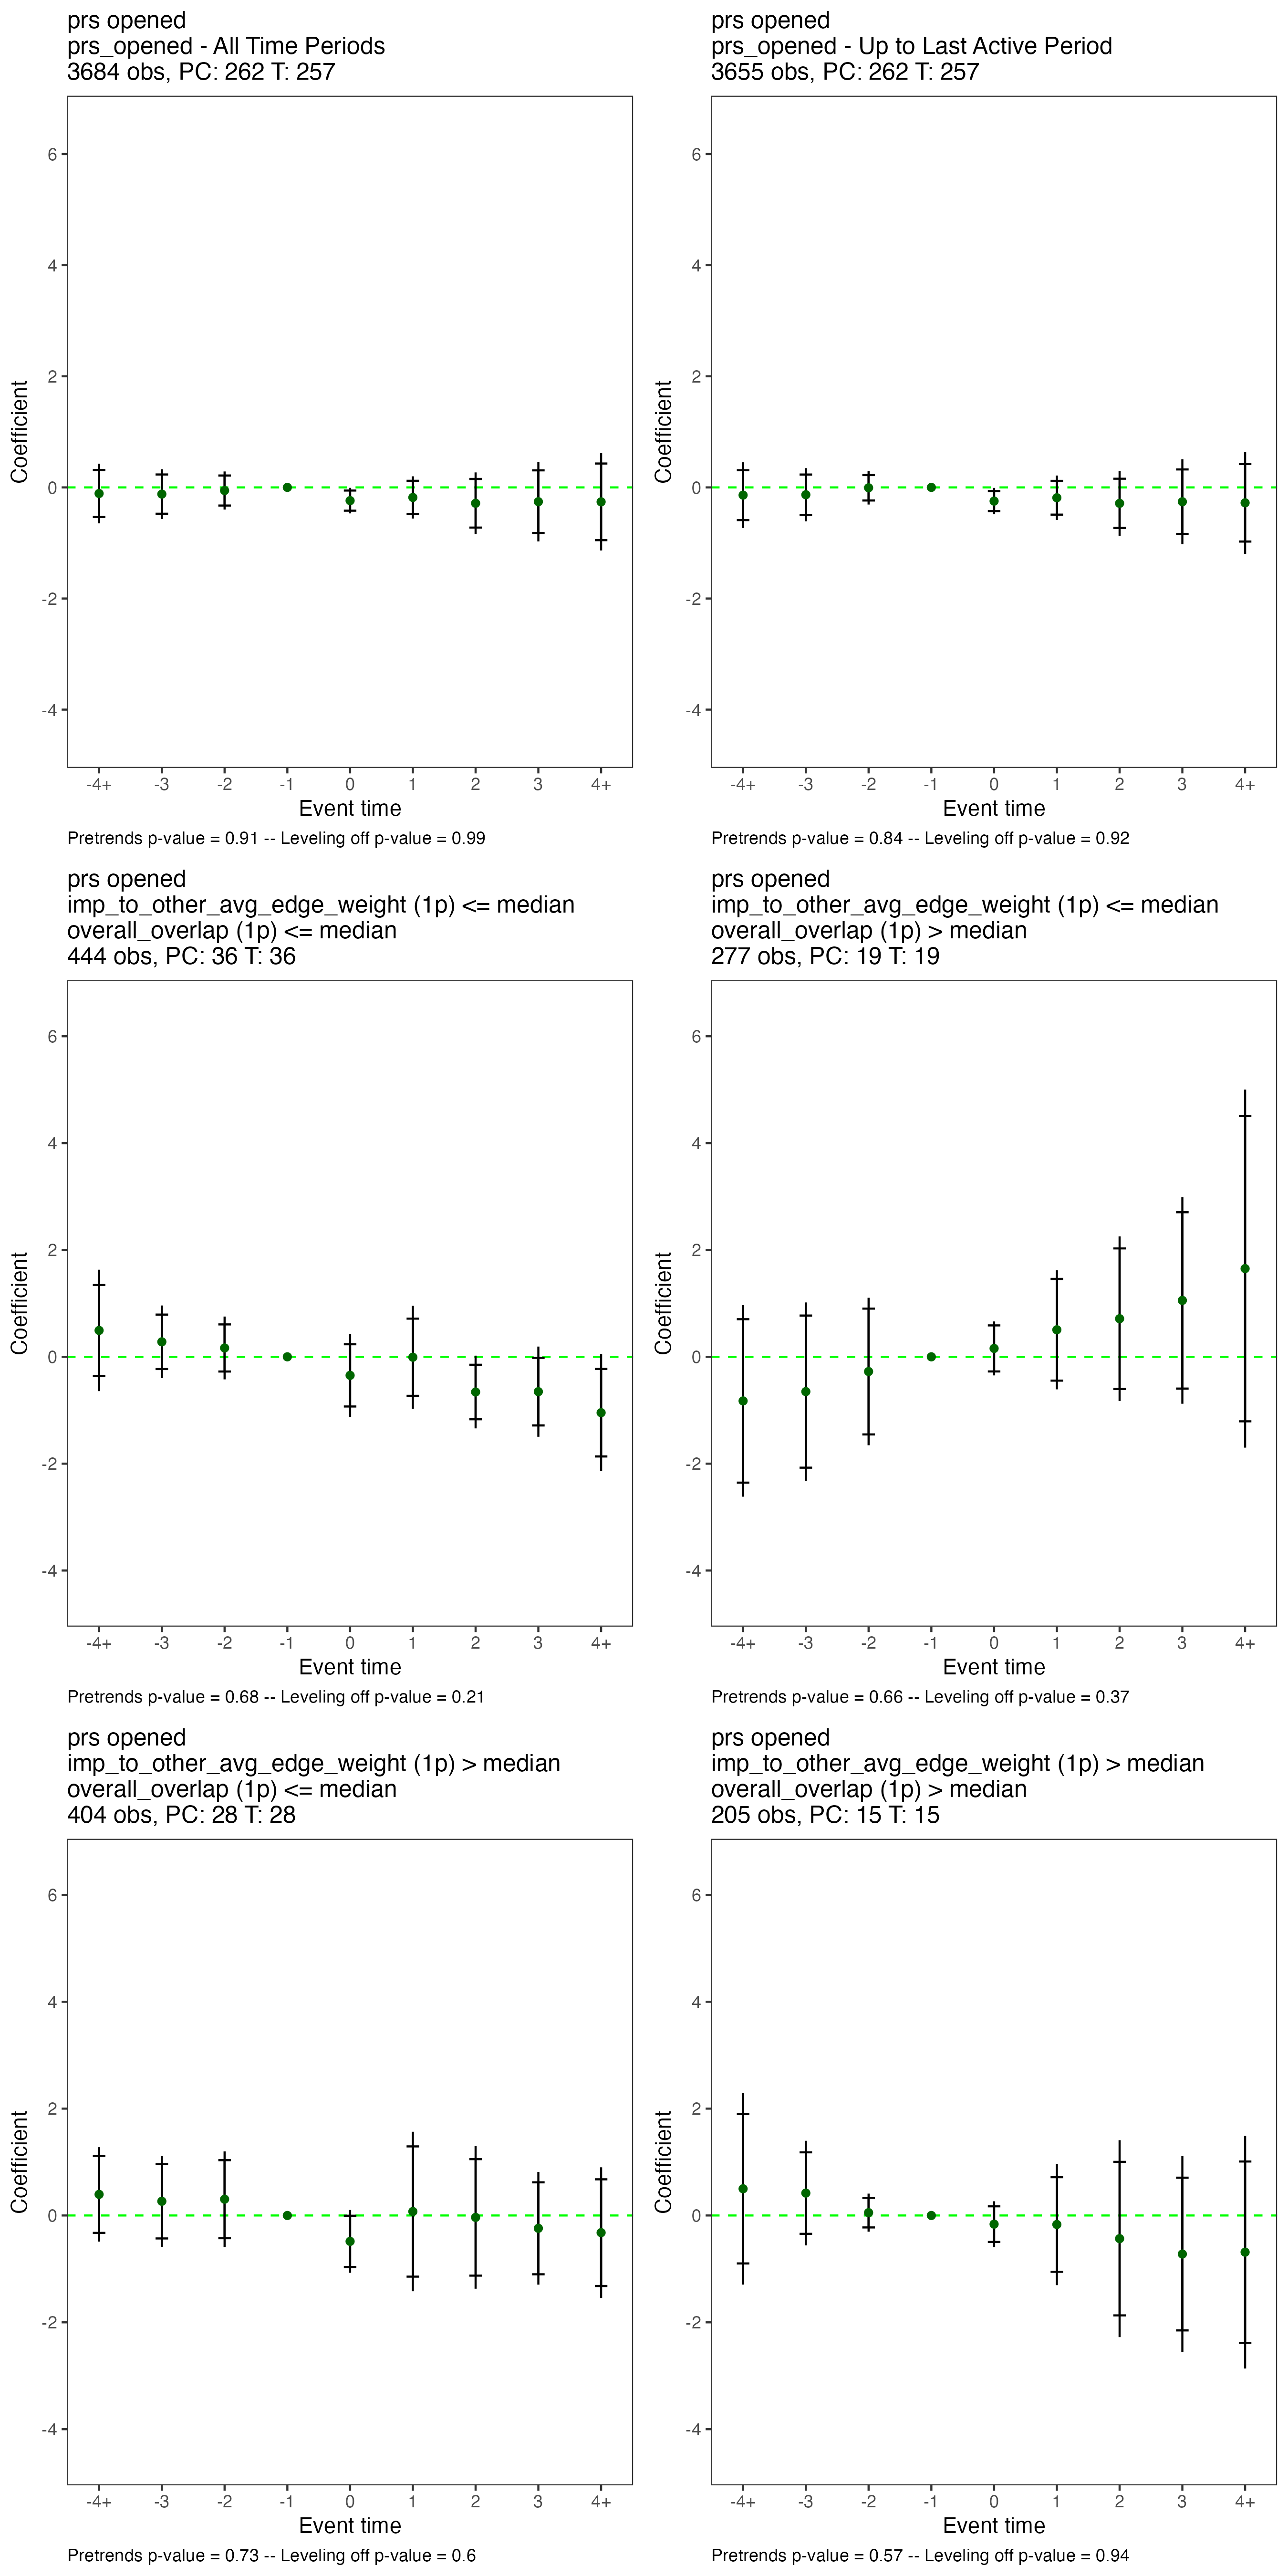 prs opened
prs_opened - All Time Periods
3684 obs, PC: 262 T: 257
6
4
2
0
-2
-4
Coefficient
-4+ -3 -2 -1 0 1 2 3 4+
Event time
Pretrends p-value = 0.91 -- Leveling off p-value = 0.99
prs opened
prs_opened - Up to Last Active Period
3655 obs, PC: 262 T: 257
6
4
2
0
-2
-4
Coefficient
-4+ -3 -2 -1 0 1 2 3 4+
Event time
Pretrends p-value = 0.84 -- Leveling off p-value = 0.92
prs opened
imp_to_other_avg_edge_weight (1p) <= median
overall_overlap (1p) <= median
444 obs, PC: 36 T: 36
6
4
2
0
-2
-4
Coefficient
-4+ -3 -2 -1 0 1 2 3 4+
Event time
Pretrends p-value = 0.68 -- Leveling off p-value = 0.21
prs opened
imp_to_other_avg_edge_weight (1p) <= median
overall_overlap (1p) > median
277 obs, PC: 19 T: 19
6
4
2
0
-2
-4
Coefficient
-4+ -3 -2 -1 0 1 2 3 4+
Event time
Pretrends p-value = 0.66 -- Leveling off p-value = 0.37
prs opened
imp_to_other_avg_edge_weight (1p) > median
overall_overlap (1p) <= median
404 obs, PC: 28 T: 28
6
4
2
0
-2
-4
Coefficient
-4+ -3 -2 -1 0 1 2 3 4+
Event time
Pretrends p-value = 0.73 -- Leveling off p-value = 0.6
prs opened
imp_to_other_avg_edge_weight (1p) > median
overall_overlap (1p) > median
205 obs, PC: 15 T: 15
6
4
2
0
-2
-4
Coefficient
-4+ -3 -2 -1 0 1 2 3 4+
Event time
Pretrends p-value = 0.57 -- Leveling off p-value = 0.94